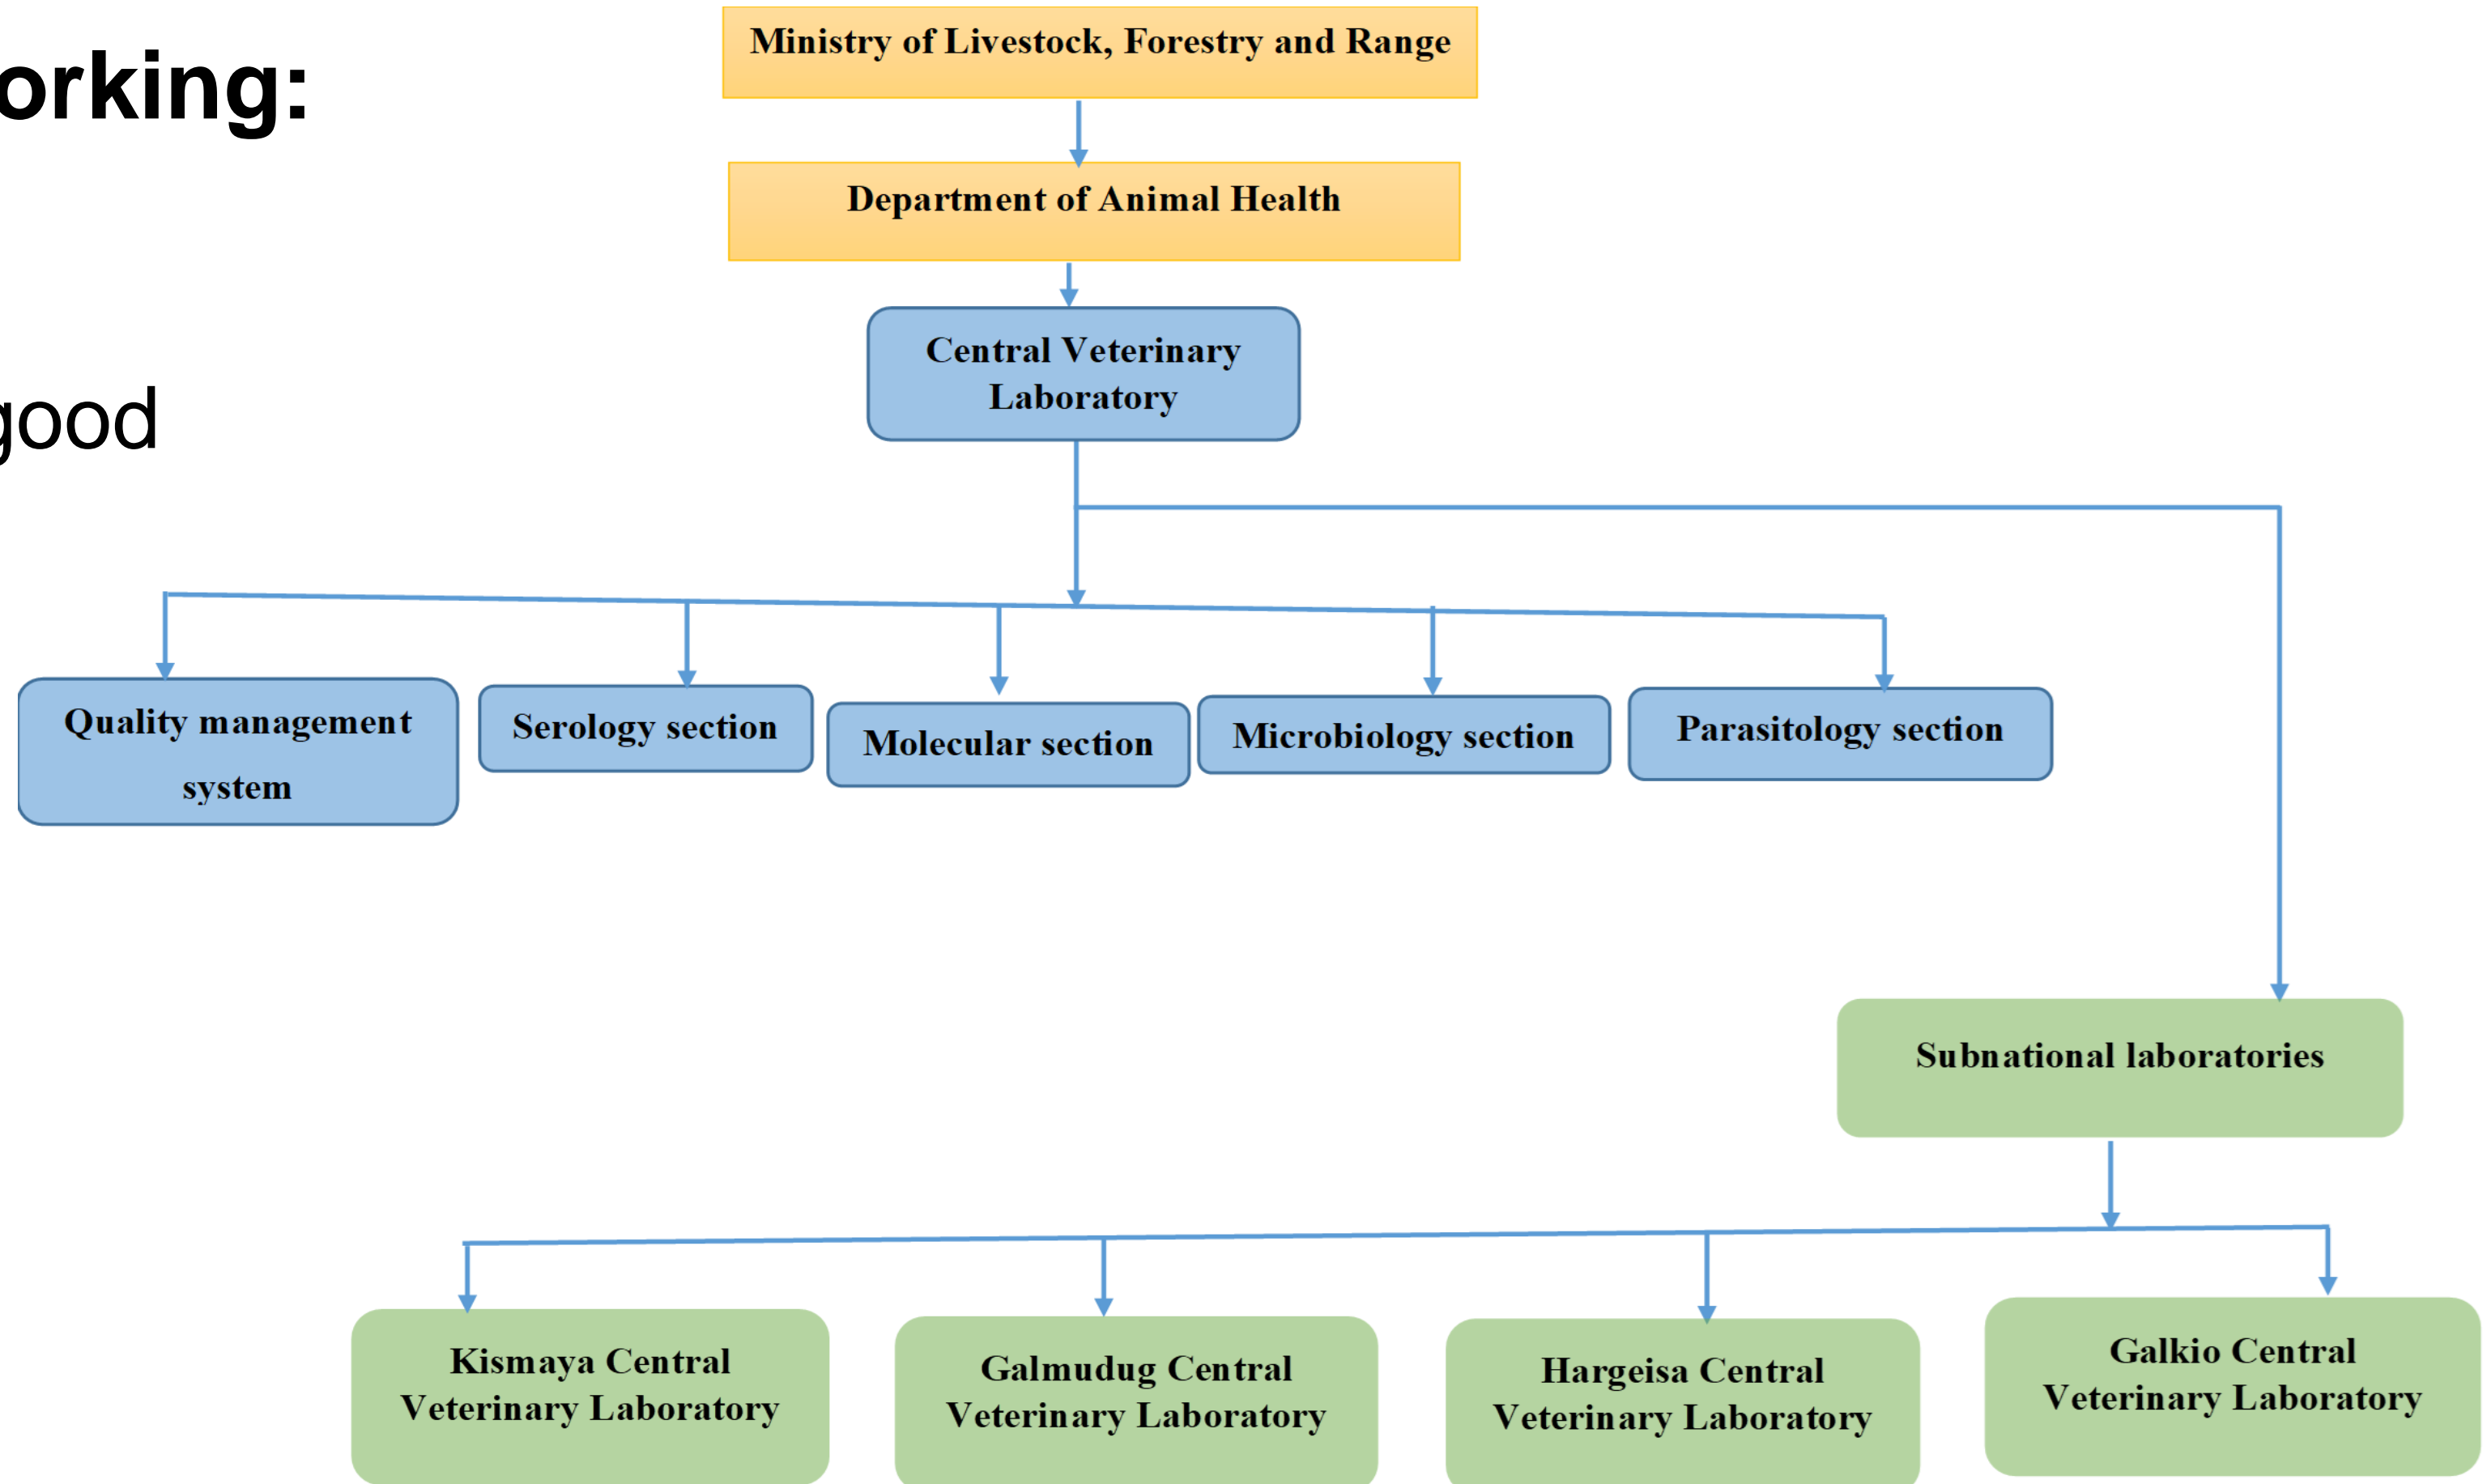 orking:
good
Ministry of Livestock, Forestry and Range
Department of Animal Health
Central Veterinary
Laboratory
Quality management
system
Serology section
Molecular section
Microbiology section
Parasitology section
Subnational laboratories
Kismaya Central
Veterinary Laboratory
Galmudug Central
Veterinary Laboratory
Hargeisa Central
Veterinary Laboratory
Galkio Central
Veterinary Laboratory